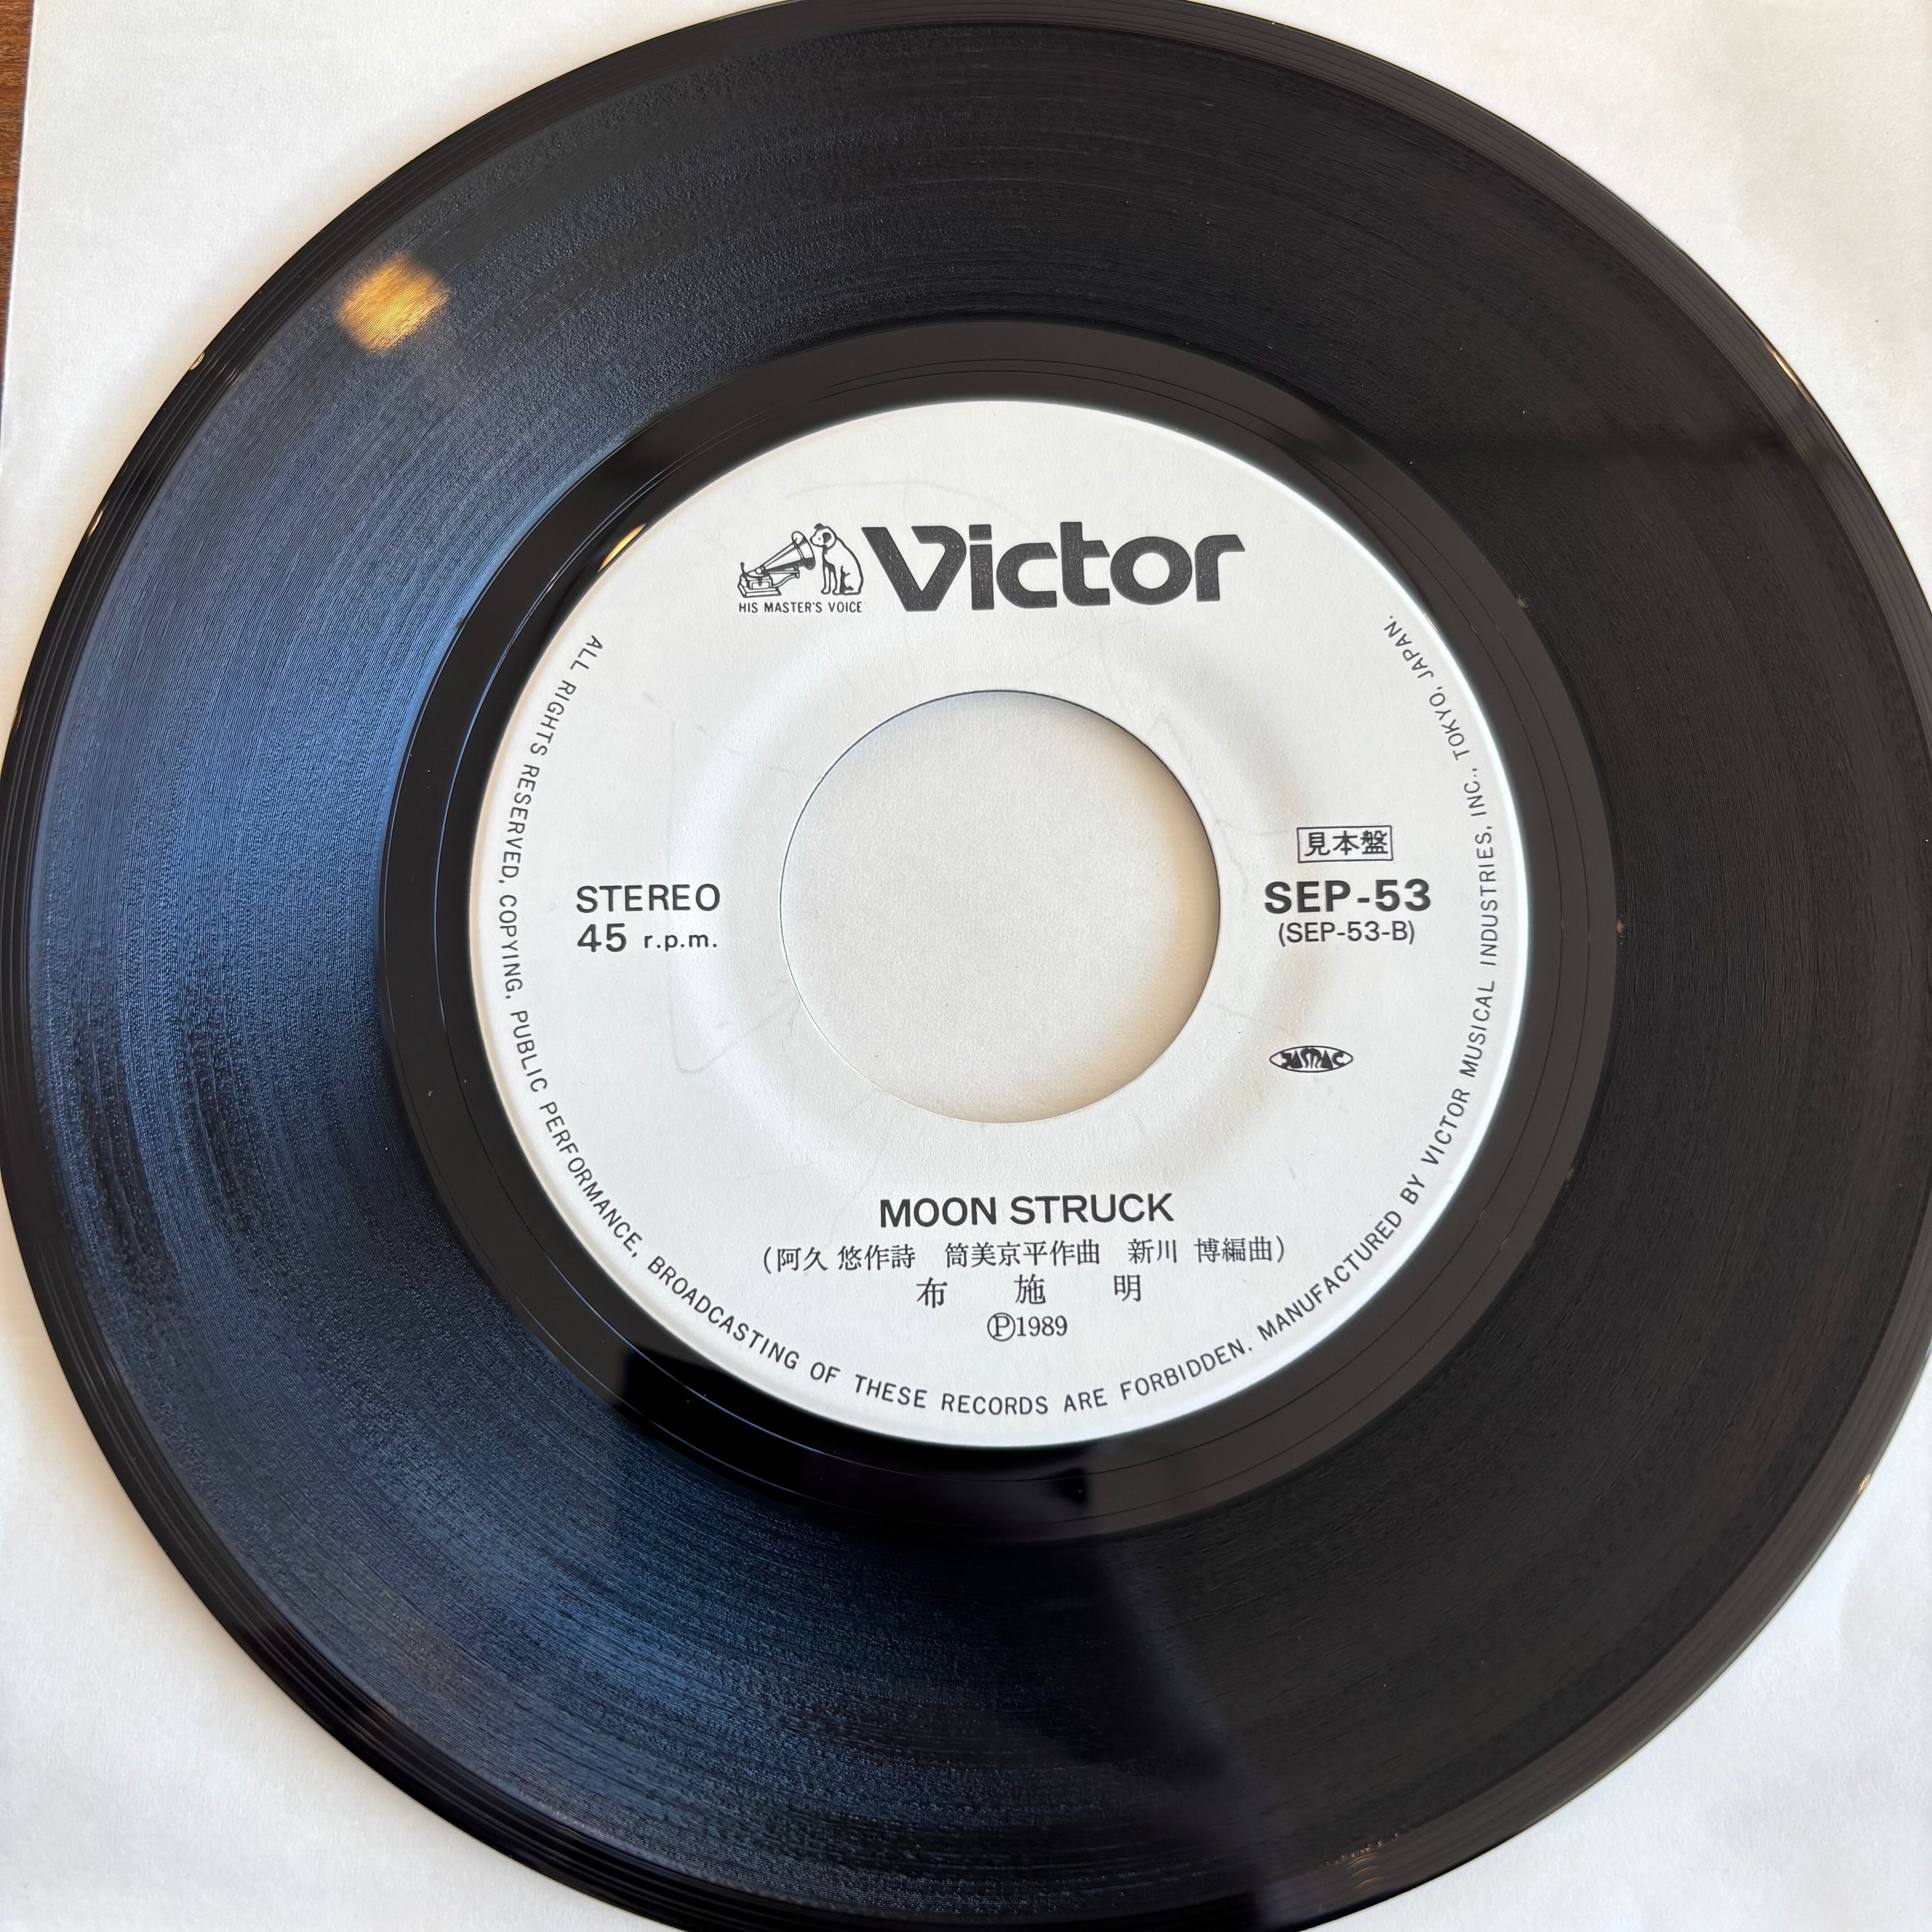 HIS MASTER'S VOICE
Victor
STEREO
45 r.p.m.
見本盤
SEP-53
(SEP-53-B)
JASRAC
MOON STRUCK
(阿久 悠作詩 筒美京平作曲 新川 博編曲)
布 施 明
Ⓟ1989
ALL RIGHTS RESERVED, COPYING, PUBLIC PERFORMANCE, BROADCASTING OF THESE RECORDS ARE FORBIDDEN. MANUFACTURED BY VICTOR MUSICAL INDUSTRIES, INC., TOKYO, JAPAN.